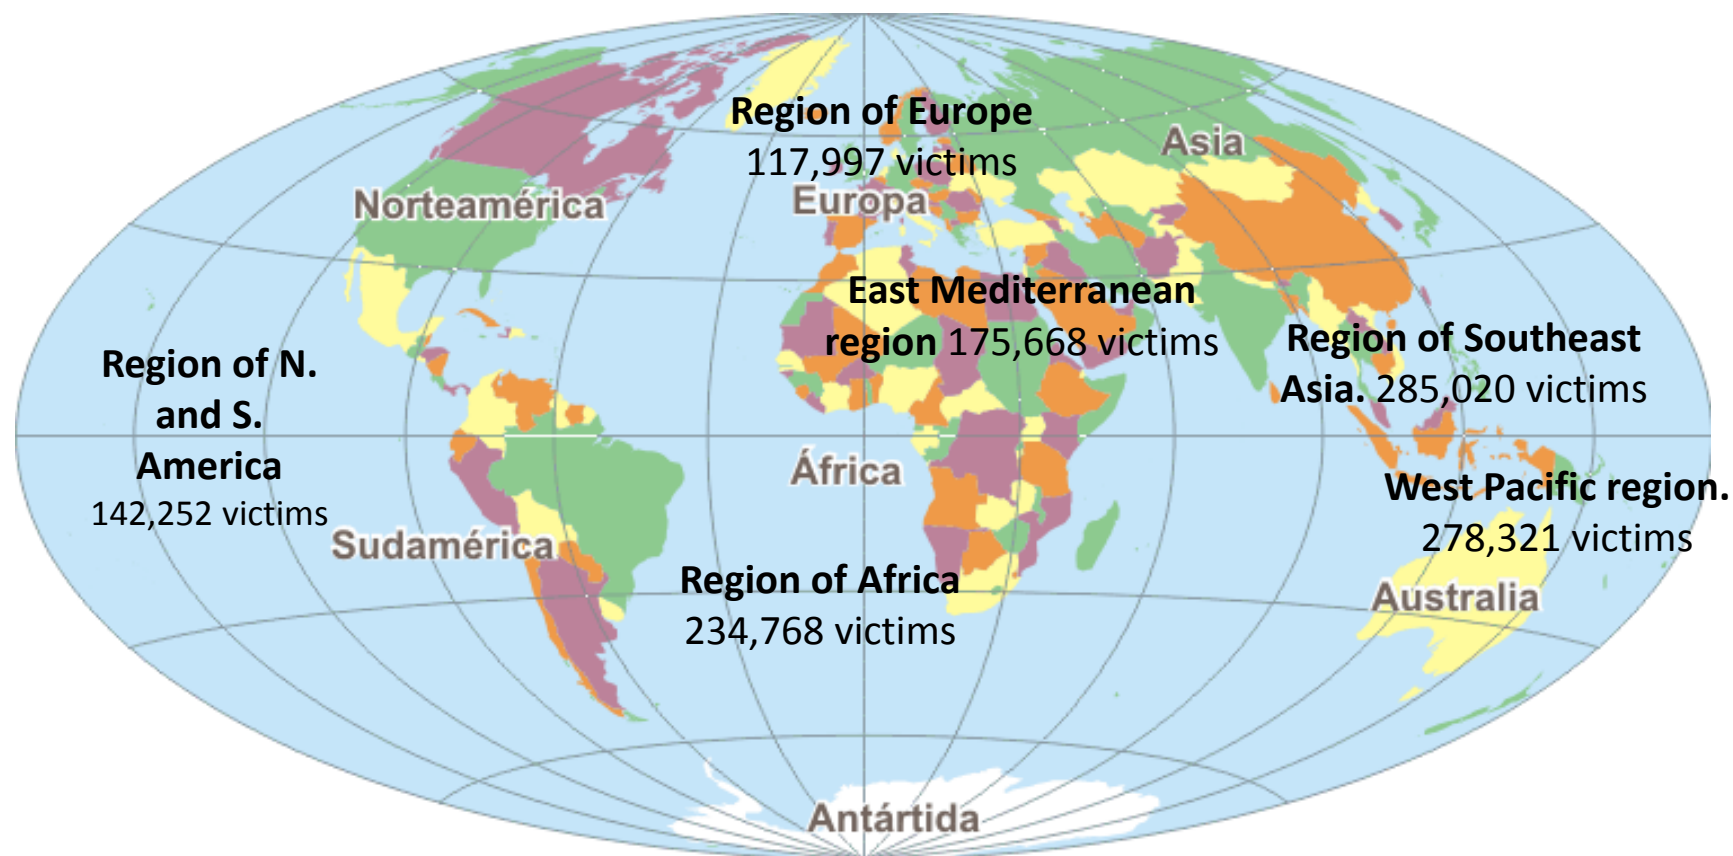 Region of Europe
117,997 victims
Asia
Norteamérica
Europa
East Mediterranean
region 175,668 victims
Region of Southeast
Asia. 285,020 victims
Region of N.
and S.
America
142,252 victims
África
West Pacific region.
278,321 victims
Sudamérica
Region of Africa
234,768 victims
Australia
Antártida